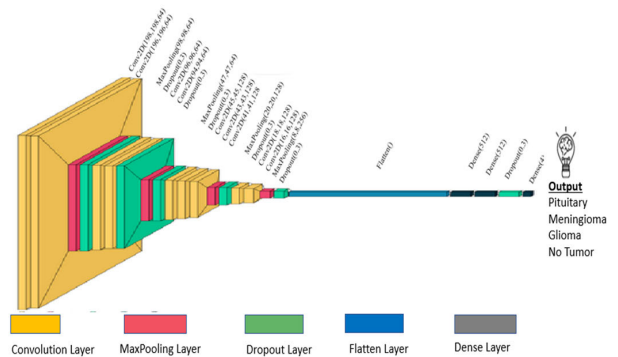 Conv2D(198,198,64)
Conv2D(196,196,64)
MaxPooling(98,98,64)
Dropout(0.3)
Conv2D(96,96,64)
Conv2D(94,94,64)
Dropout(0.3)
MaxPooling(47,47,64)
Dropout(0.3)
Conv2D(45,45,128)
Conv2D(43,43,128)
Conv2D(41,41,128
MaxPooling(20,20,128)
Dropout(0.3)
Conv2D(18,18,128)
Conv2D(16,16,128)
MaxPooling(8,8,256)
Dropout(0.3)
Flatten()
Dense(512)
Dense(512)
Dropout(0.3)
Dense(4)
Output
Pituitary
Meningioma
Glioma
No Tumor
Convolution Layer
MaxPooling Layer
Dropout Layer
Flatten Layer
Dense Layer